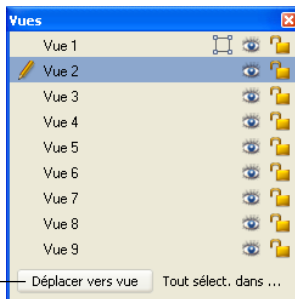 Vues
Vue 1
Vue 2
Vue 3
Vue 4
Vue 5
Vue 6
Vue 7
Vue 8
Vue 9
Déplacer vers vue Tout sélect. dans ...